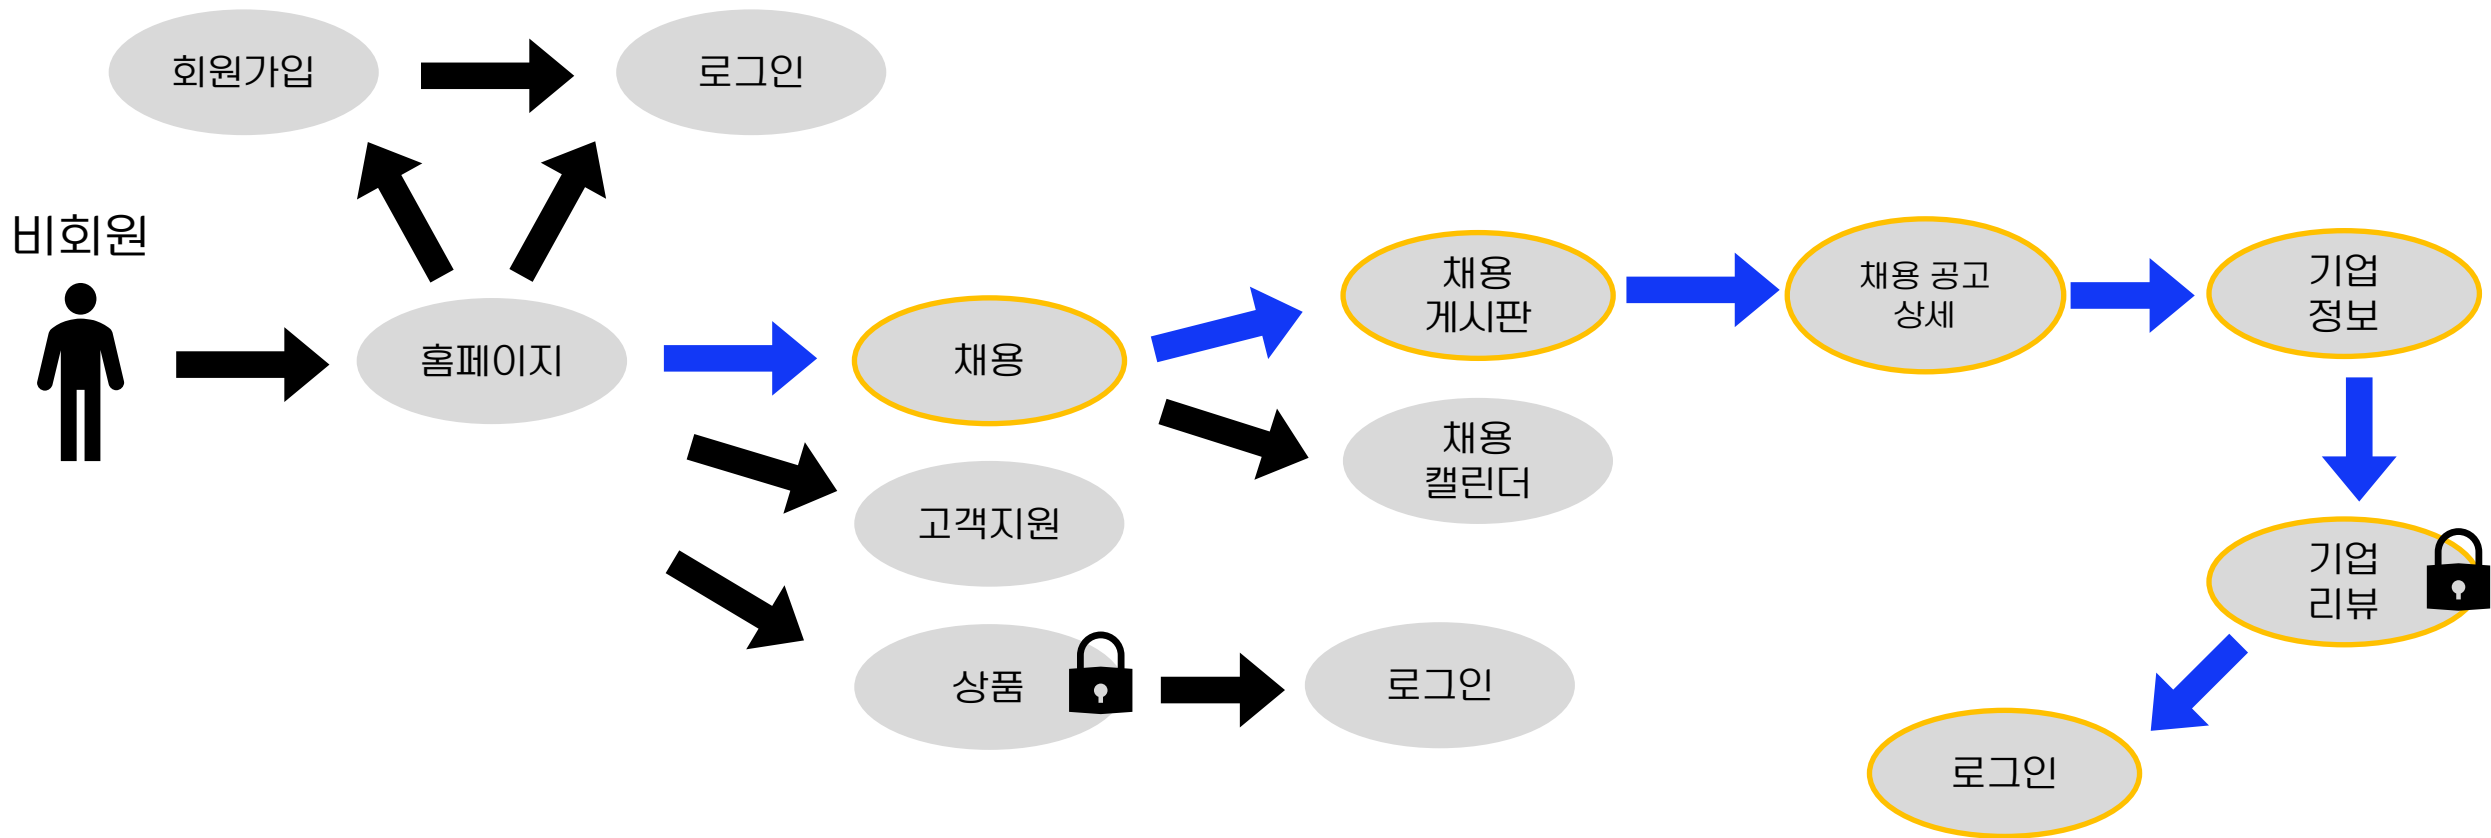 회원가입
로그인
비회원
홈페이지
채용
채용
게시판
채용 공고
상세
기업
정보
채용
캘린더
고객지원
기업
리뷰
상품
로그인
로그인